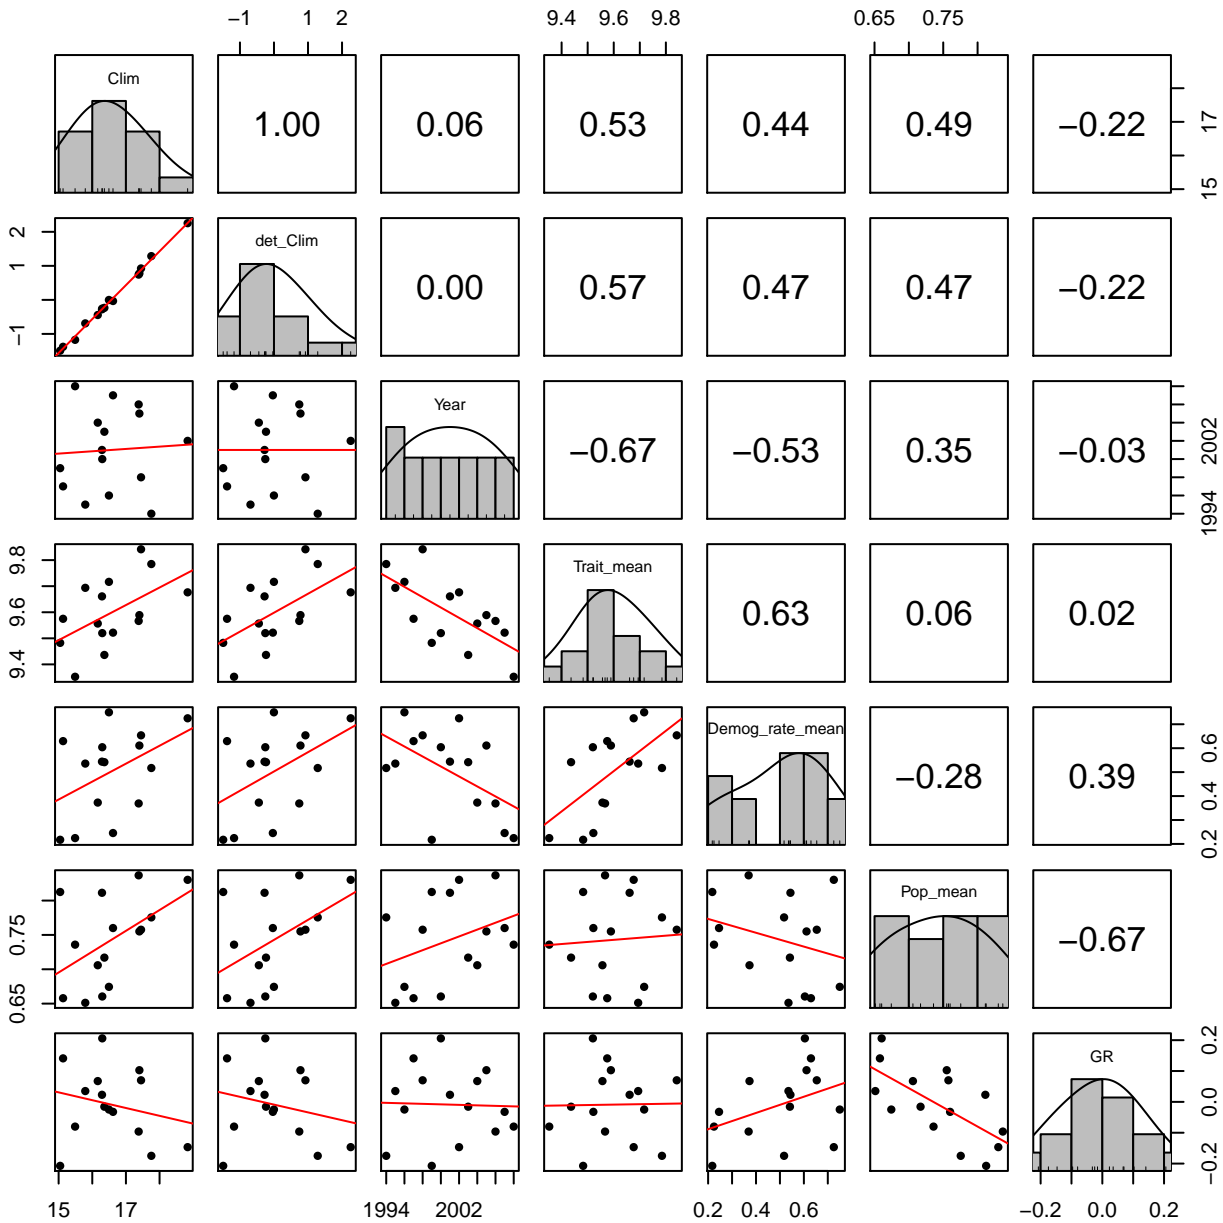 −1 1 2 9.4 9.6 9.8 0.65 0.75
Clim 1.00 0.06 0.53 0.44 0.49 −0.22 15 17
−1 1 2 det_Clim 0.00 0.57 0.47 0.47 −0.22
Year −0.67 −0.53 0.35 −0.03 1994 2002
9.4 9.6 9.8 Trait_mean 0.63 0.06 0.02
Demog_rate_mean −0.28 0.39 0.2 0.4 0.6
0.65 0.75 Pop_mean −0.67
GR −0.2 0.0 0.2
15 17 1994 2002 0.2 0.4 0.6 −0.2 0.0 0.2